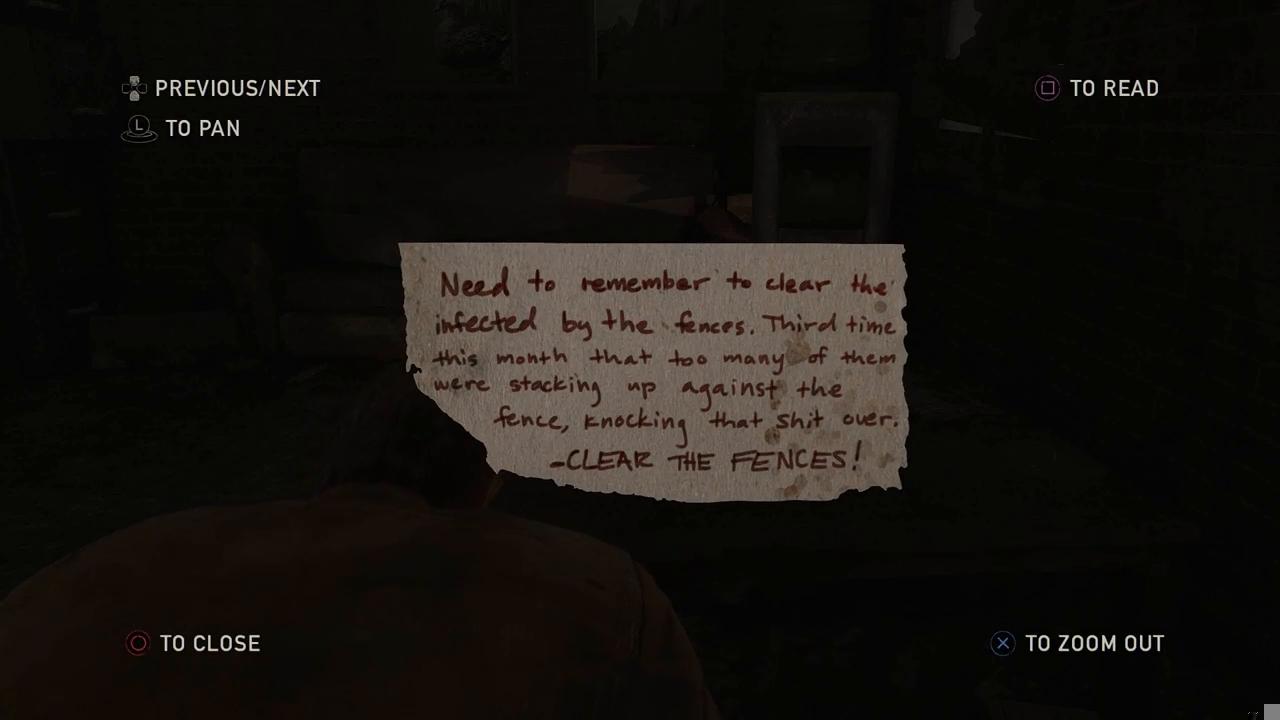 PREVIOUS/NEXT
L TO PAN
TO READ
Need to remember to clear the
infected by the fences. Third time
this month that too many of them
were stacking up against the
fence, knocking that shit over.
-CLEAR THE FENCES!
TO CLOSE
TO ZOOM OUT